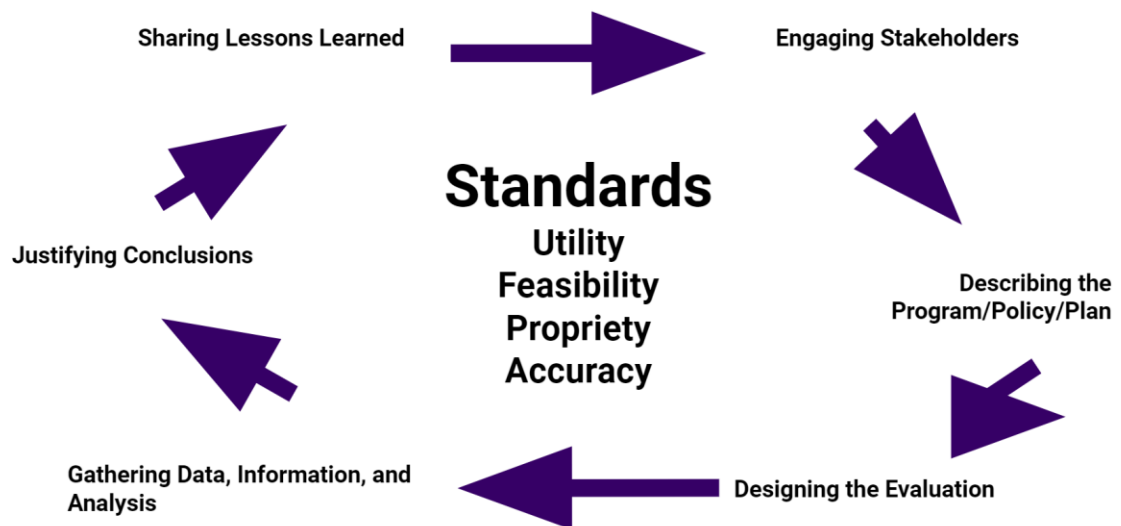 Sharing Lessons Learned
Engaging Stakeholders
Standards
Utility
Feasibility
Propriety
Accuracy
Justifying Conclusions
Describing the
Program/Policy/Plan
Gathering Data, Information, and
Analysis
Designing the Evaluation